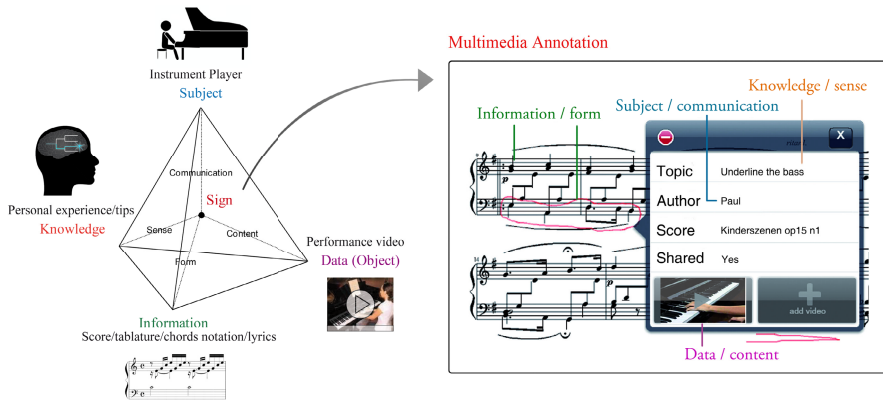 Instrument Player
Subject
Communication
Sign
Personal experience/tips
Knowledge
Sense
Content
Form
Performance video
Data (Object)
Information
Score/tablature/chords notation/lyrics
Multimedia Annotation
Knowledge / sense
Subject / communication
Information / form
X
Topic Underline the bass
Author Paul
Score Kinderszenen op15 n1
Shared Yes
add video
Data / content
p
p